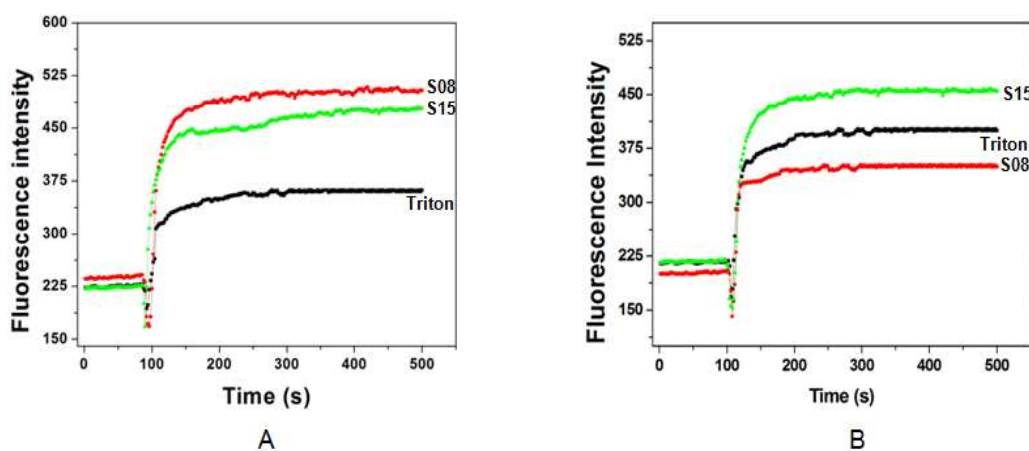 600
525
450
375
300
225
150
Fluorescence intensity
S08
S15
Triton
0 100 200 300 400 500
Time (s)
A
525
450
375
300
225
150
Fluorescence Intensity
S15
Triton
S08
0 100 200 300 400 500
Time (s)
B